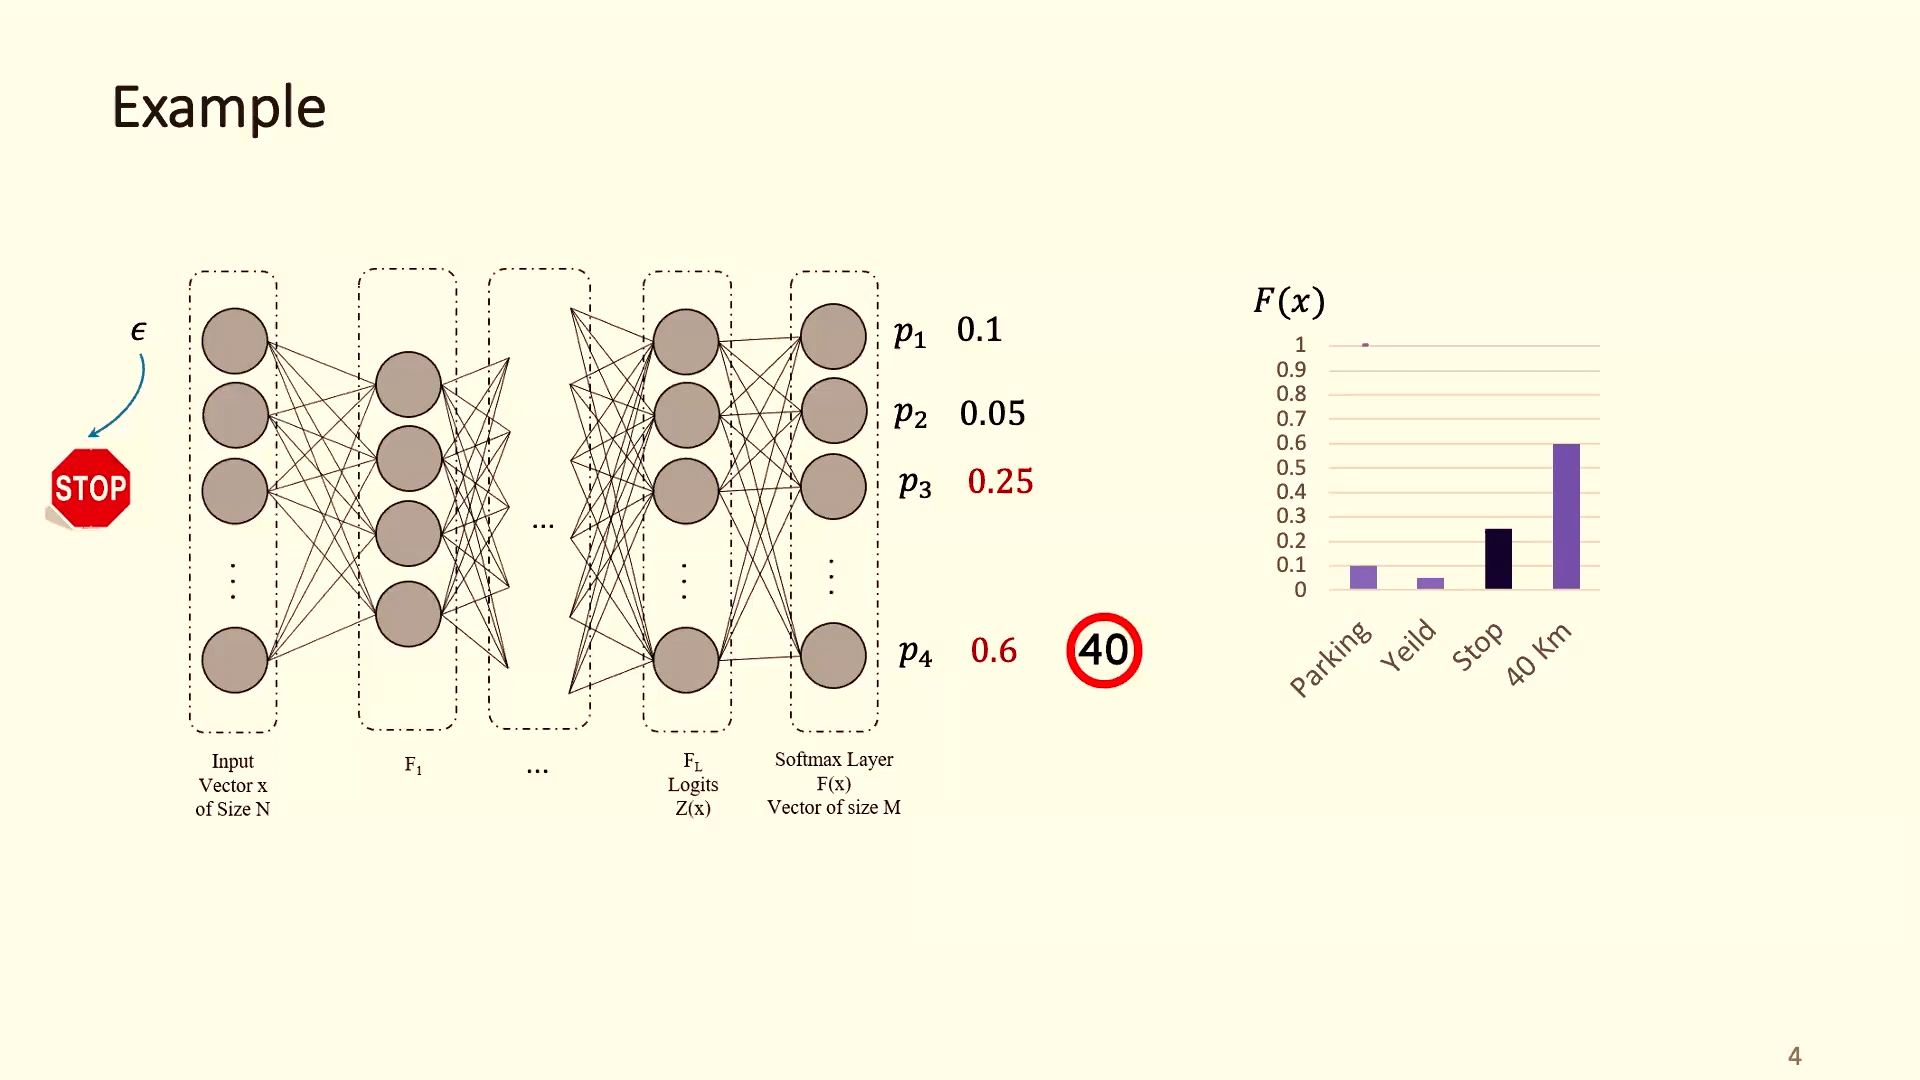 Example
ϵ
STOP
...
p₁ 0.1
p₂ 0.05
p₃ 0.25
p₄ 0.6
40
Input
Vector x
of Size N
F₁
...
F_L
Logits
Z(x)
Softmax Layer
F(x)
Vector of size M
F(x)
1
0.9
0.8
0.7
0.6
0.5
0.4
0.3
0.2
0.1
0
Parking
Yeild
Stop
40 Km
4